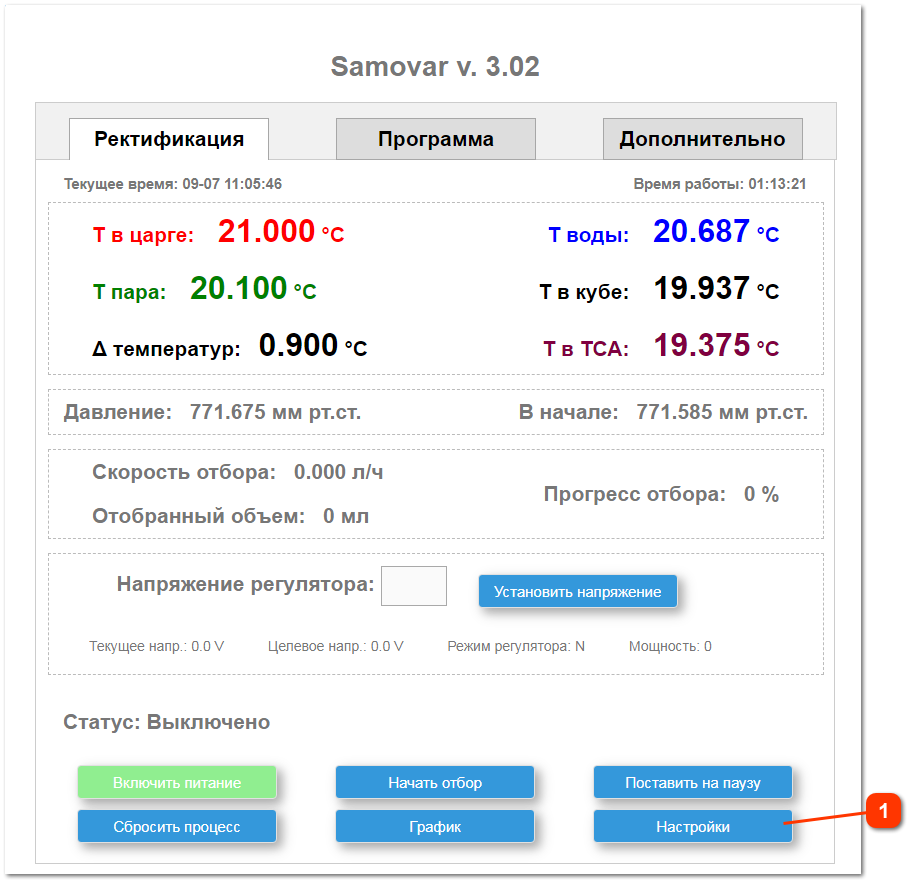 Samovar v. 3.02
Ректификация Программа Дополнительно
Текущее время: 09-07 11:05:46 Время работы: 01:13:21
Т в царге: 21.000 °C Т воды: 20.687 °C
Т пара: 20.100 °C Т в кубе: 19.937 °C
Δ температур: 0.900 °C Т в ТСА: 19.375 °C
Давление: 771.675 мм рт.ст. В начале: 771.585 мм рт.ст.
Скорость отбора: 0.000 л/ч
Прогресс отбора: 0 %
Отобранный объем: 0 мл
Напряжение регулятора: Установить напряжение
Текущее напр.: 0.0 V Целевое напр.: 0.0 V Режим регулятора: N Мощность: 0
Статус: Выключено
Включить питание Начать отбор Поставить на паузу
Сбросить процесс График Настройки 1